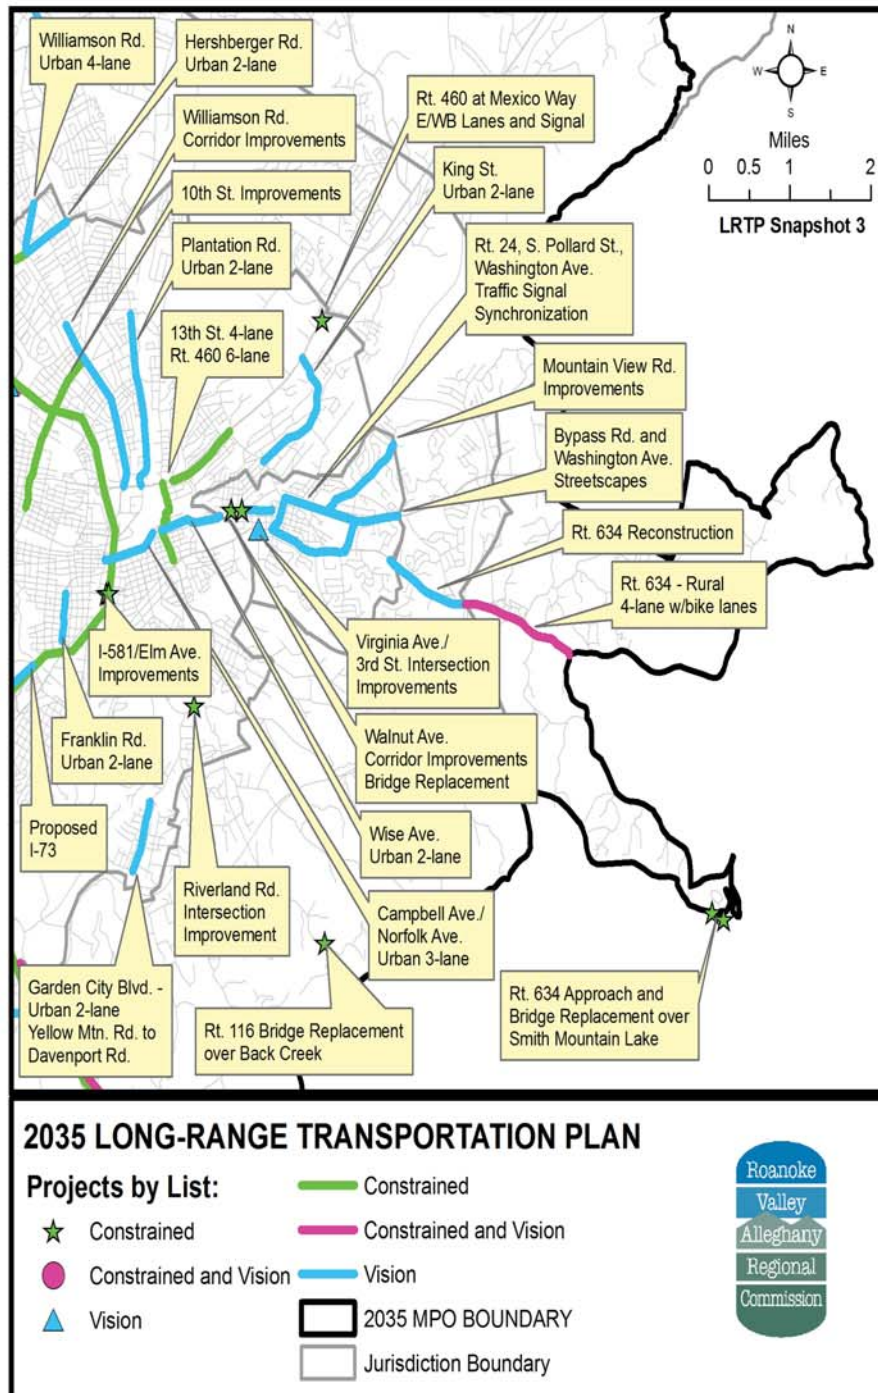 Williamson Rd.
Urban 4-lane
Hershberger Rd.
Urban 2-lane
Williamson Rd.
Corridor Improvements
10th St. Improvements
Plantation Rd.
Urban 2-lane
13th St. 4-lane
Rt. 460 6-lane
Rt. 460 at Mexico Way
E/WB Lanes and Signal
King St.
Urban 2-lane
Rt. 24, S. Pollard St.,
Washington Ave.
Traffic Signal
Synchronization
N
W E
S
Miles
0 0.5 1 2
LRTP Snapshot 3
Mountain View Rd.
Improvements
Bypass Rd. and
Washington Ave.
Streetscapes
Rt. 634 Reconstruction
Rt. 634 - Rural
4-lane w/bike lanes
I-581/Elm Ave.
Improvements
Virginia Ave./
3rd St. Intersection
Improvements
Franklin Rd.
Urban 2-lane
Walnut Ave.
Corridor Improvements
Bridge Replacement
Proposed
I-73
Wise Ave.
Urban 2-lane
Riverland Rd.
Intersection
Improvement
Campbell Ave./
Norfolk Ave.
Urban 3-lane
Garden City Blvd. -
Urban 2-lane
Yellow Mtn. Rd. to
Davenport Rd.
Rt. 116 Bridge Replacement
over Back Creek
Rt. 634 Approach and
Bridge Replacement over
Smith Mountain Lake
2035 LONG-RANGE TRANSPORTATION PLAN
Projects by List:
Constrained
Constrained and Vision
Vision
Constrained
Constrained and Vision
Vision
2035 MPO BOUNDARY
Jurisdiction Boundary
Roanoke
Valley
Alleghany
Regional
Commission